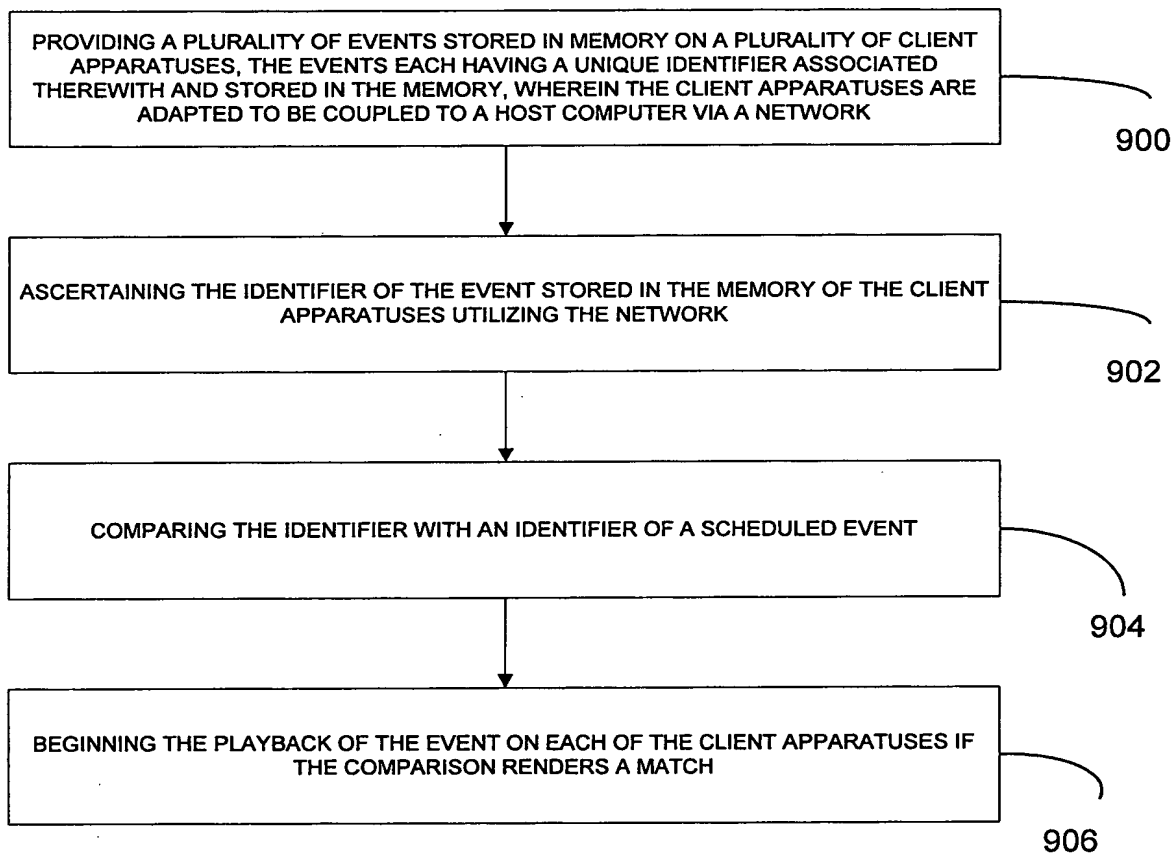 PROVIDING A PLURALITY OF EVENTS STORED IN MEMORY ON A PLURALITY OF CLIENT
APPARATUSES, THE EVENTS EACH HAVING A UNIQUE IDENTIFIER ASSOCIATED
THEREWITH AND STORED IN THE MEMORY, WHEREIN THE CLIENT APPARATUSES ARE
ADAPTED TO BE COUPLED TO A HOST COMPUTER VIA A NETWORK
900
ASCERTAINING THE IDENTIFIER OF THE EVENT STORED IN THE MEMORY OF THE CLIENT
APPARATUSES UTILIZING THE NETWORK
902
COMPARING THE IDENTIFIER WITH AN IDENTIFIER OF A SCHEDULED EVENT
904
BEGINNING THE PLAYBACK OF THE EVENT ON EACH OF THE CLIENT APPARATUSES IF
THE COMPARISON RENDERS A MATCH
906